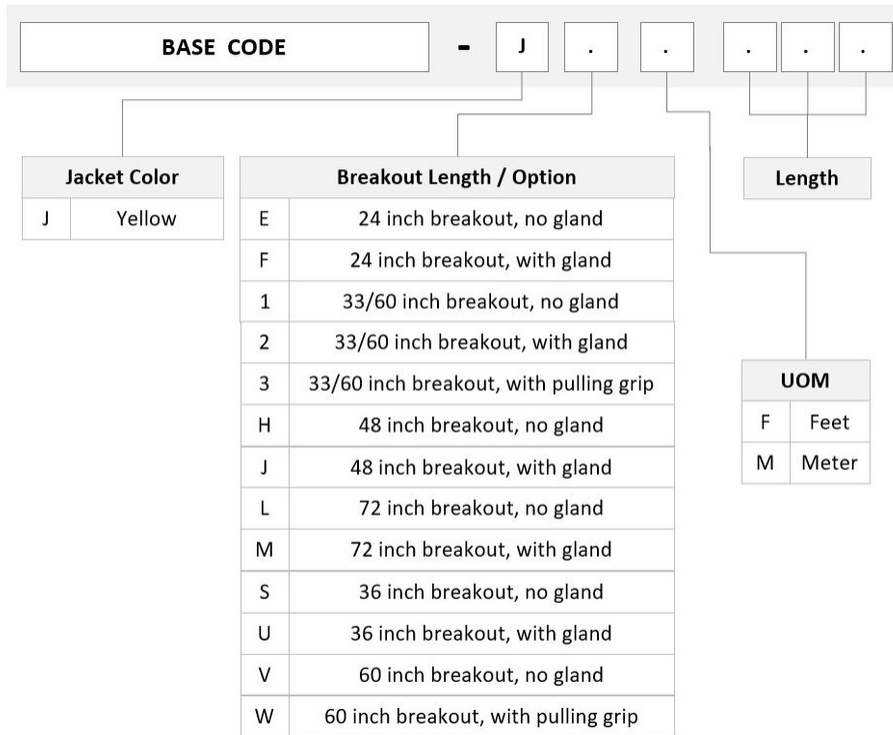 BASE CODE - J . . . . .
Jacket Color
J Yellow
Breakout Length / Option
E 24 inch breakout, no gland
F 24 inch breakout, with gland
1 33/60 inch breakout, no gland
2 33/60 inch breakout, with gland
3 33/60 inch breakout, with pulling grip
H 48 inch breakout, no gland
J 48 inch breakout, with gland
L 72 inch breakout, no gland
M 72 inch breakout, with gland
S 36 inch breakout, no gland
U 36 inch breakout, with gland
V 60 inch breakout, no gland
W 60 inch breakout, with pulling grip
Length
UOM
F Feet
M Meter